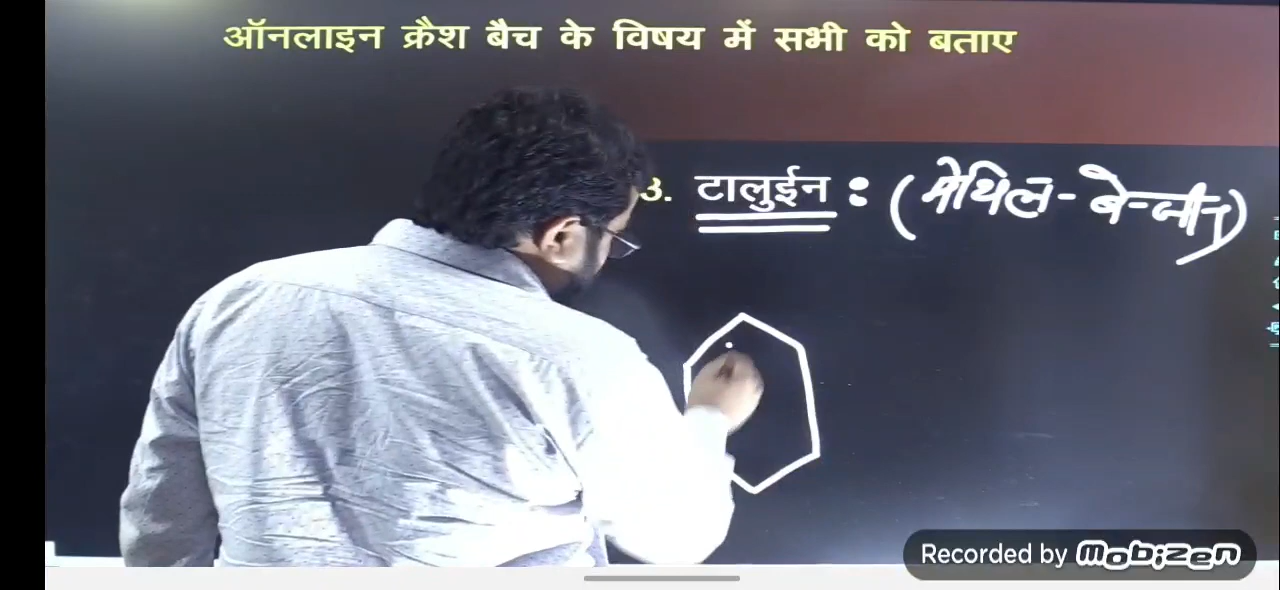 ऑनलाइन क्रैश बैच के विषय में सभी को बताए
3. टालुईन : (मेथिल-बेन्जीन)
Recorded by Mobizen